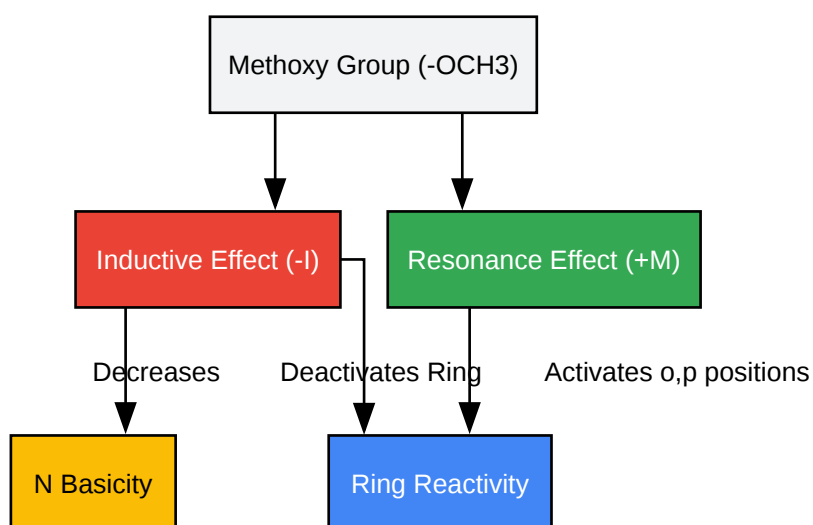 Methoxy Group (-OCH3)
Inductive Effect (-I)
Resonance Effect (+M)
Decreases
Deactivates Ring
Activates o,p positions
N Basicity
Ring Reactivity